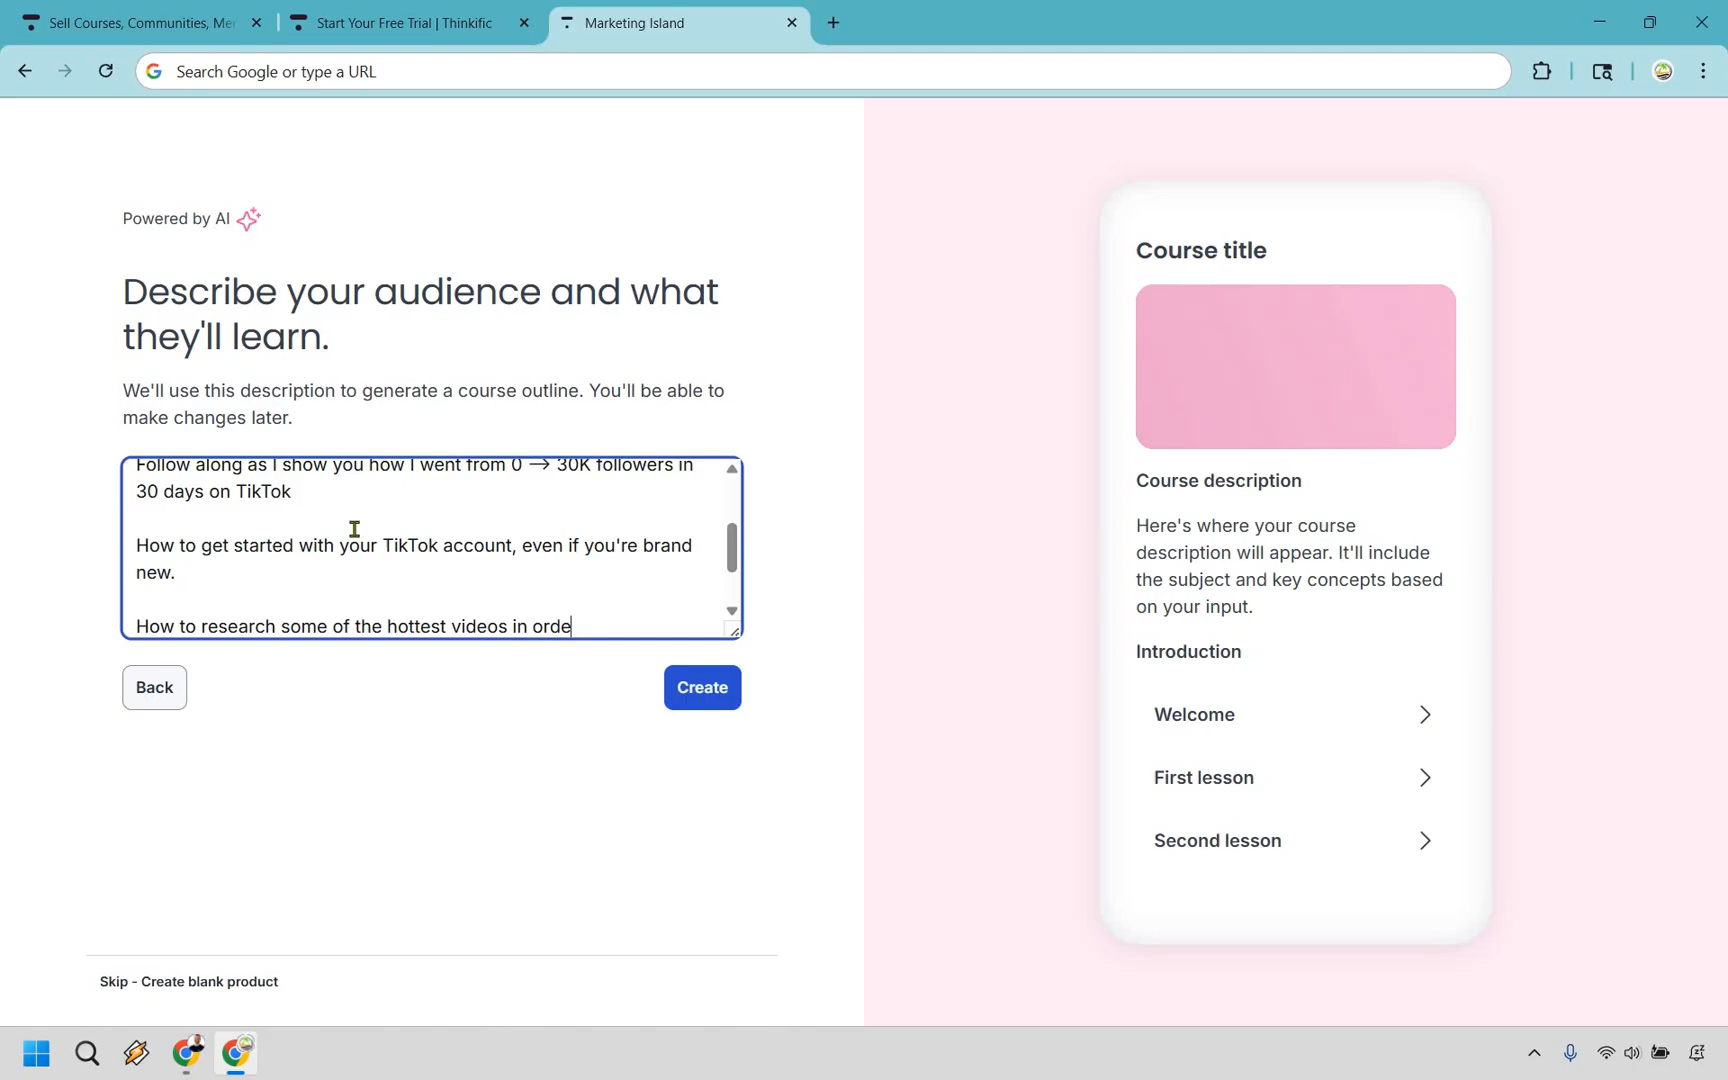 Sell Courses, Communities, Mer
Start Your Free Trial | Thinkific
Marketing Island
Search Google or type a URL
Powered by AI
Describe your audience and what
they'll learn.
We'll use this description to generate a course outline. You'll be able to
make changes later.
Follow along as I show you how I went from 0 → 30K followers in
30 days on TikTok
How to get started with your TikTok account, even if you're brand
new.
How to research some of the hottest videos in orde
Back
Create
Skip - Create blank product
Course title
Course description
Here's where your course
description will appear. It'll include
the subject and key concepts based
on your input.
Introduction
Welcome
First lesson
Second lesson